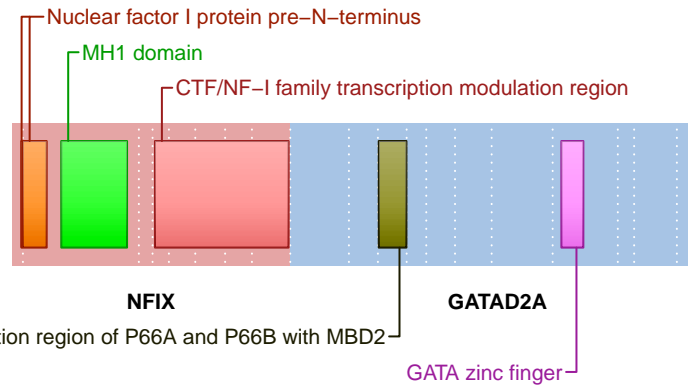 Nuclear factor I protein pre−N−terminus
MH1 domain
CTF/NF−I family transcription modulation region
NFIX
GATAD2A
region of P66A and P66B with MBD2
GATA zinc finger